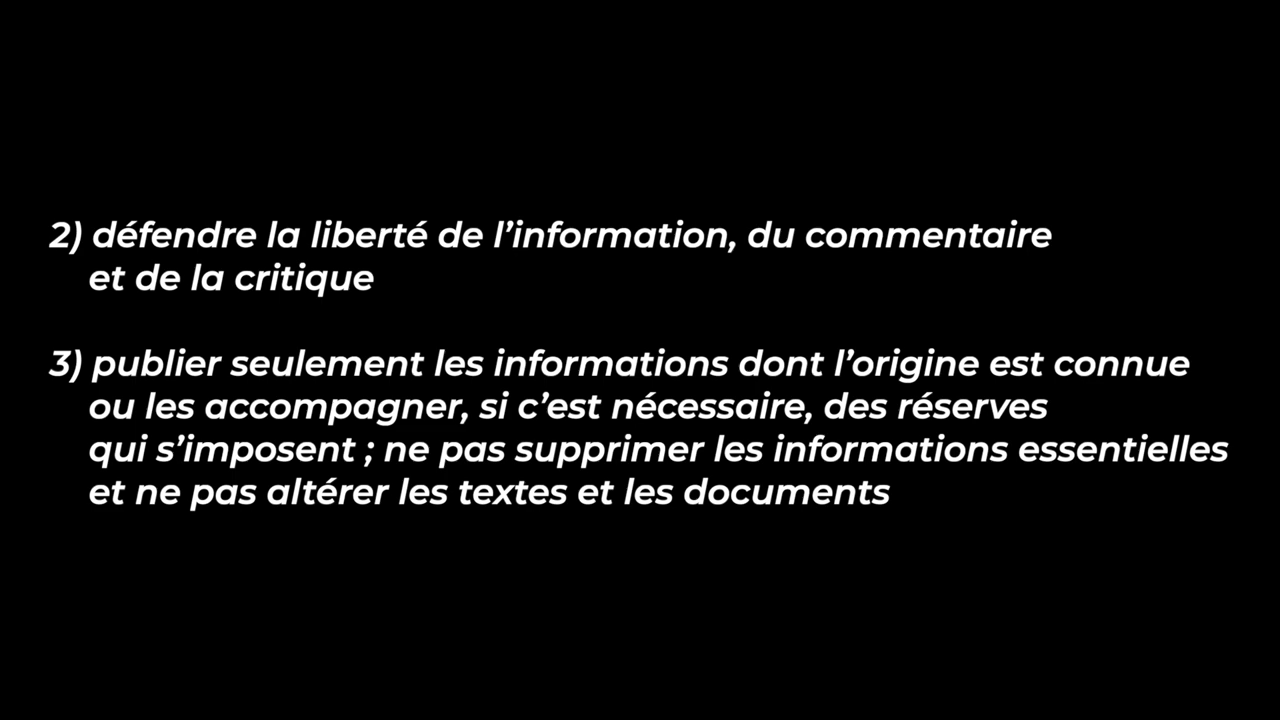 2) défendre la liberté de l’information, du commentaire
et de la critique
3) publier seulement les informations dont l’origine est connue
ou les accompagner, si c’est nécessaire, des réserves
qui s’imposent ; ne pas supprimer les informations essentielles
et ne pas altérer les textes et les documents